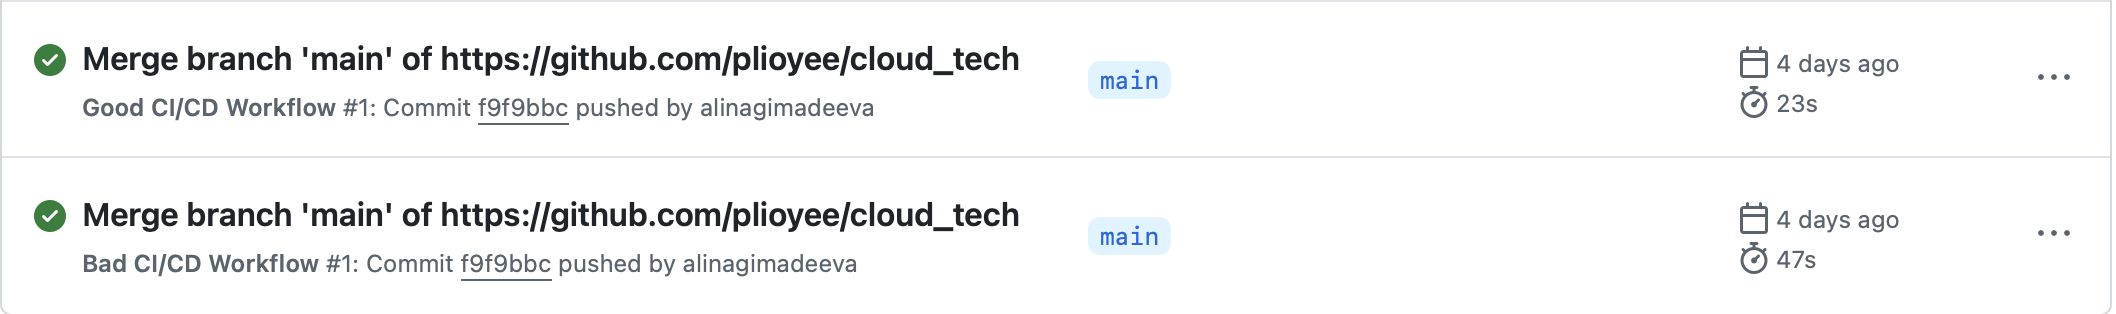 Merge branch 'main' of https://github.com/plioyee/cloud_tech
Good CI/CD Workflow #1: Commit f9f9bbc pushed by alinagimadeeva
main
4 days ago
23s
Merge branch 'main' of https://github.com/plioyee/cloud_tech
Bad CI/CD Workflow #1: Commit f9f9bbc pushed by alinagimadeeva
main
4 days ago
47s